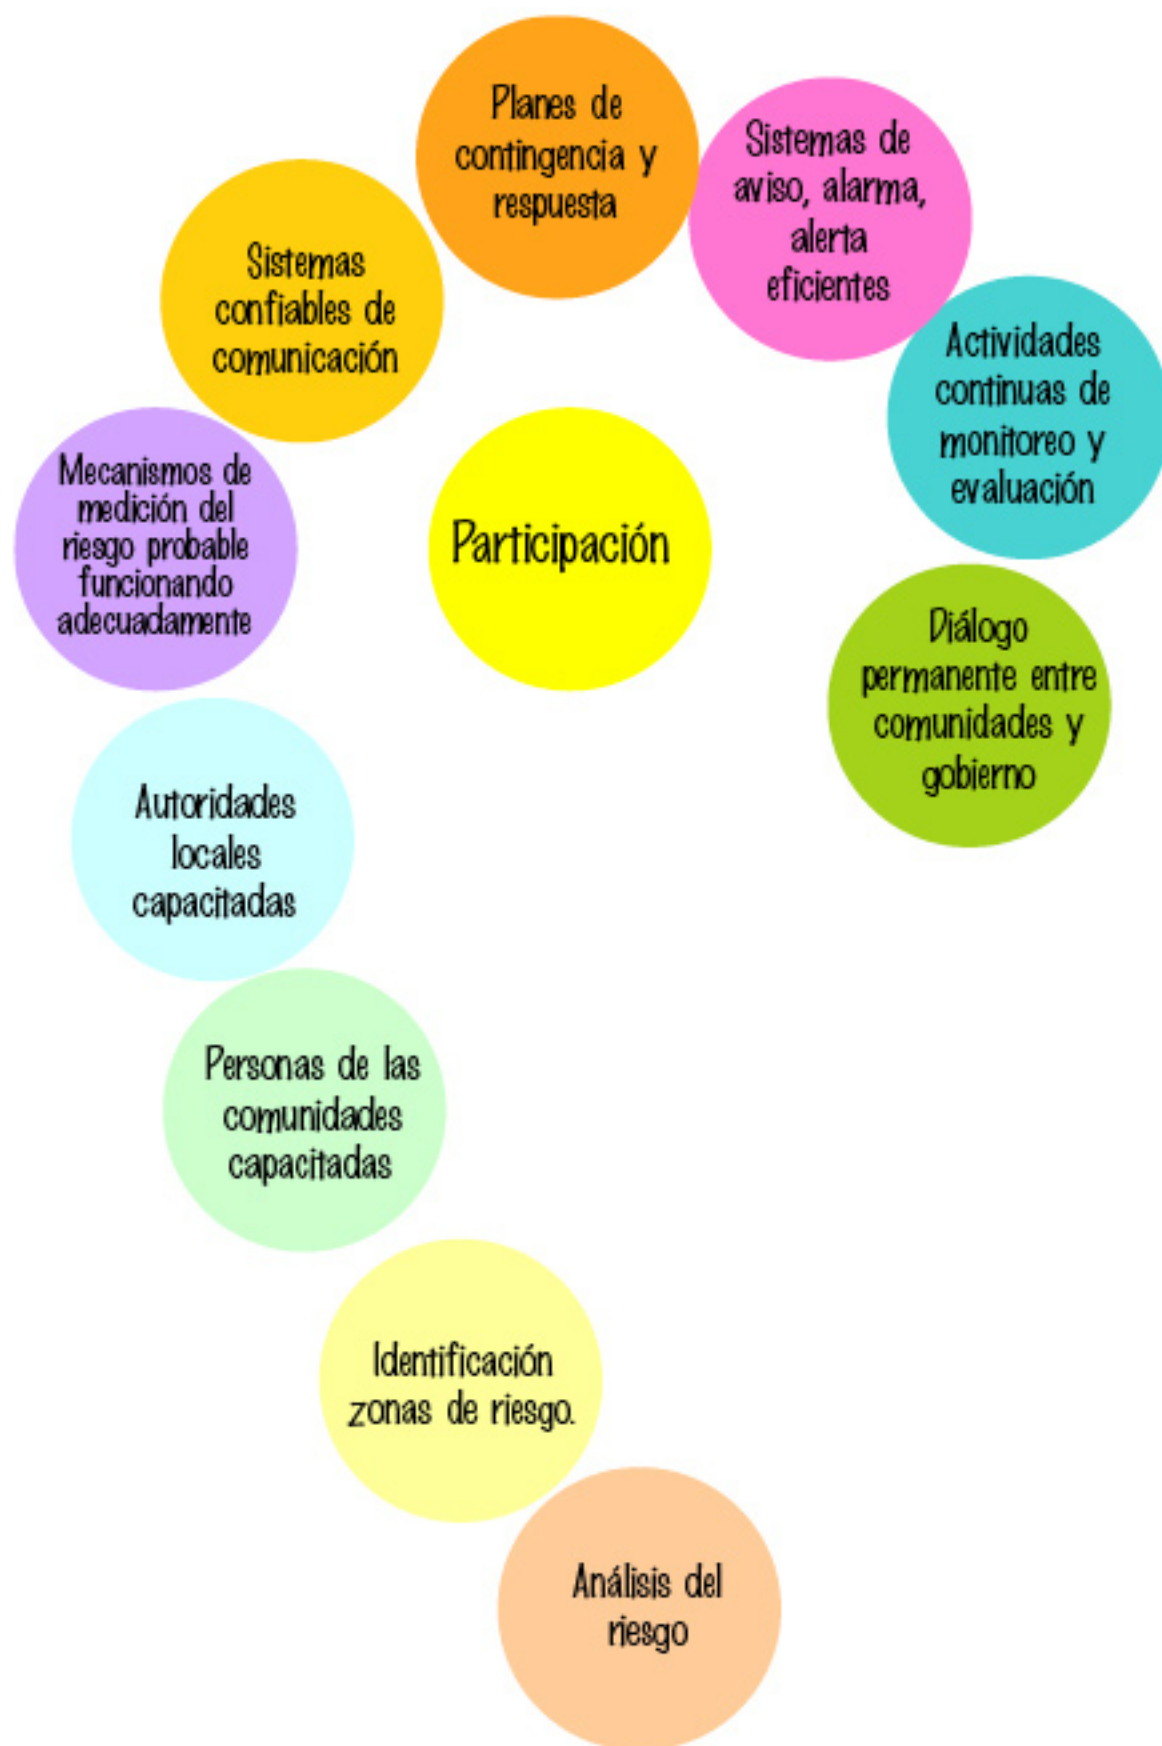 Planes de
contingencia y
respuesta
Sistemas de
aviso, alarma,
alerta
eficientes
Sistemas
confiables de
comunicación
Actividades
continuas de
monitoreo y
evaluación
Mecanismos de
medición del
riesgo probable
funcionando
adecuadamente
Participación
Diálogo
permanente entre
comunidades y
gobierno
Autoridades
locales
capacitadas
Personas de las
comunidades
capacitadas
Identificación
zonas de riesgo.
Análisis del
riesgo